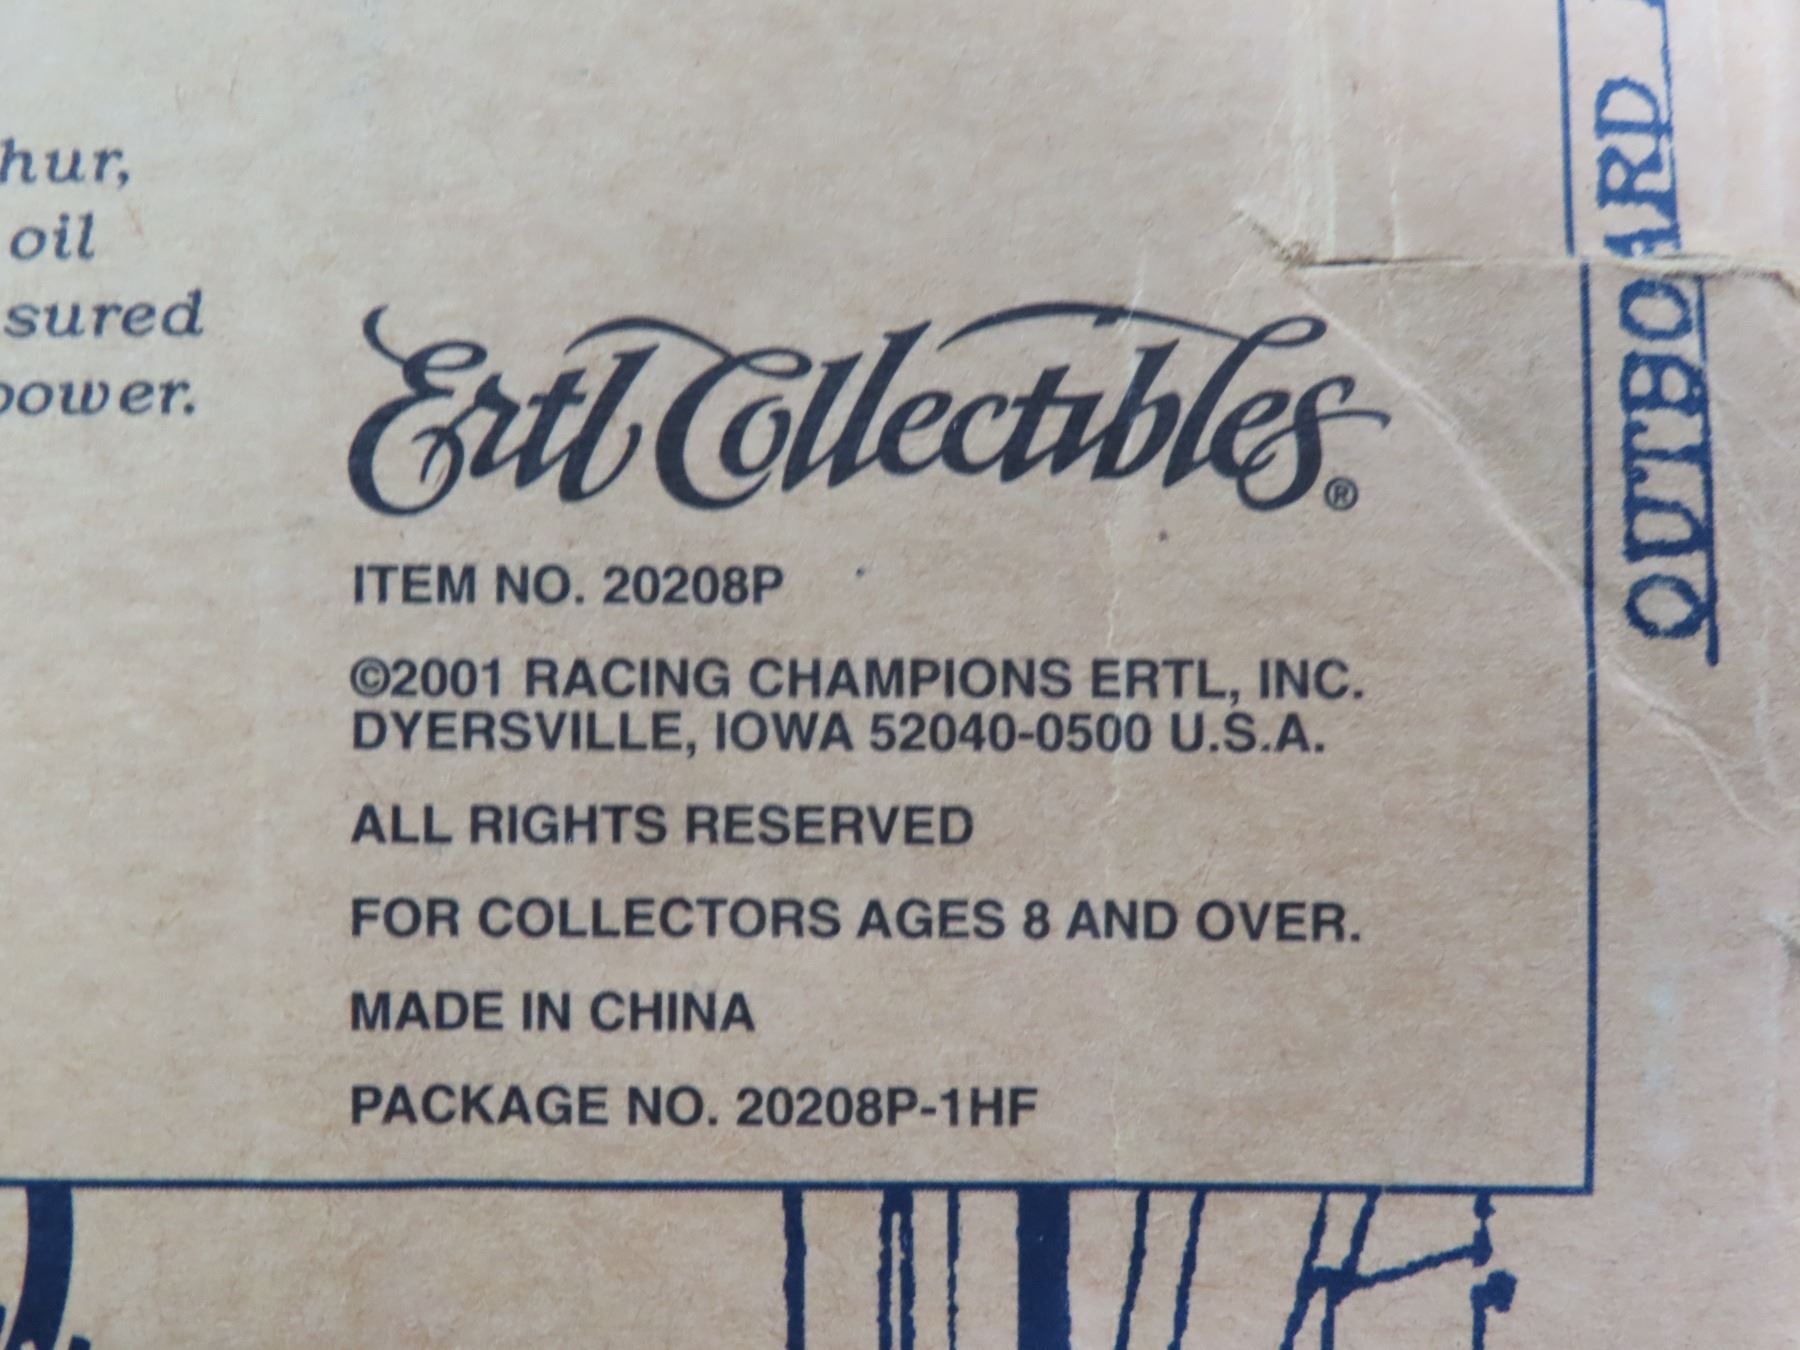 hur,
oil
sured
power.
Ertl Collectibles®
ITEM NO. 20208P
©2001 RACING CHAMPIONS ERTL, INC.
DYERSVILLE, IOWA 52040-0500 U.S.A.
ALL RIGHTS RESERVED
FOR COLLECTORS AGES 8 AND OVER.
MADE IN CHINA
PACKAGE NO. 20208P-1HF
OUTBOARD